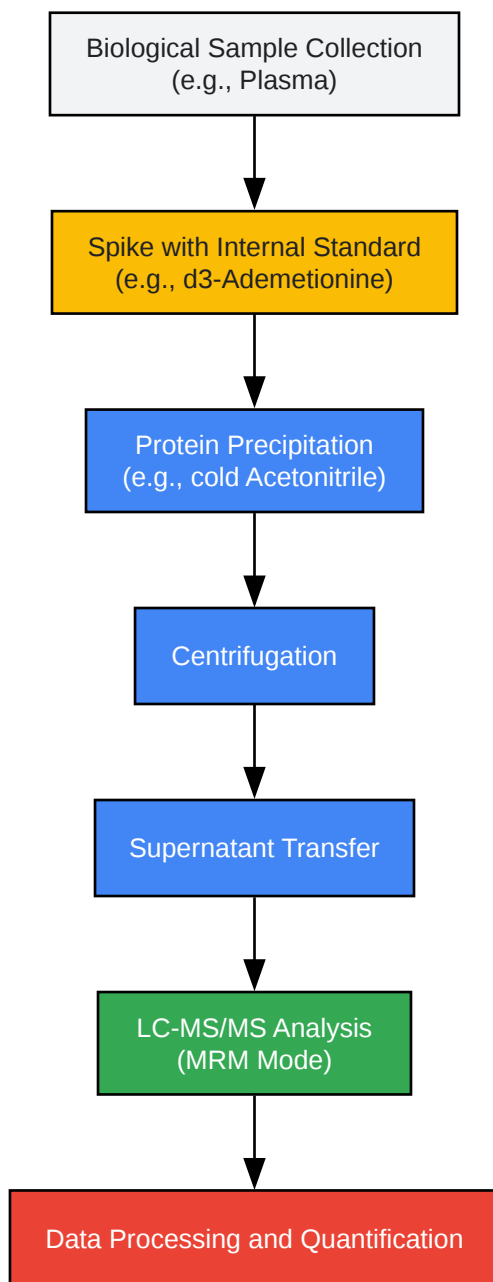 Biological Sample Collection
(e.g., Plasma)
Spike with Internal Standard
(e.g., d3-Ademetionine)
Protein Precipitation
(e.g., cold Acetonitrile)
Centrifugation
Supernatant Transfer
LC-MS/MS Analysis
(MRM Mode)
Data Processing and Quantification